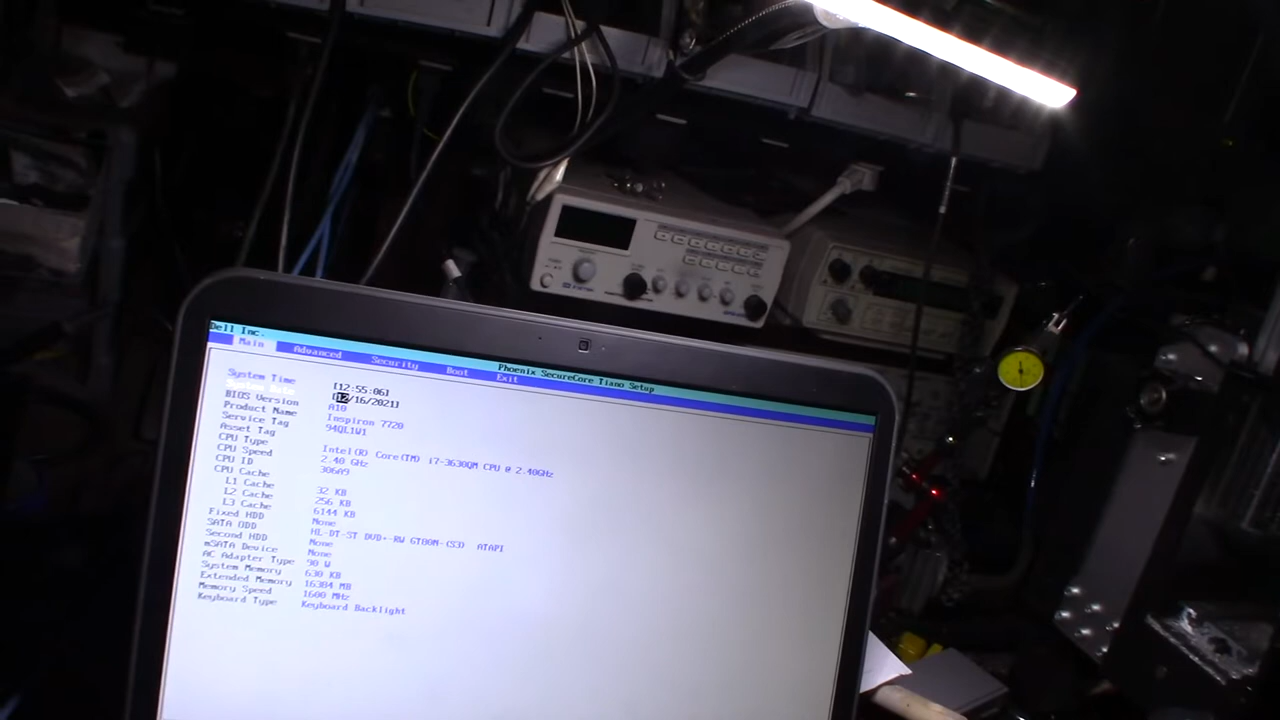 Dell Inc.
Phoenix SecureCore Tiano Setup
Main Advanced Security Boot Exit
System Time [12:55:06]
System Date [12/16/2021]
BIOS Version A10
Product Name Inspiron 7720
Service Tag 94QL1W1
Asset Tag
CPU Type Intel(R) Core(TM) i7-3630QM CPU @ 2.40GHz
CPU Speed 2.40 GHz
CPU ID 306A9
CPU Cache
L1 Cache 32 KB
L2 Cache 256 KB
L3 Cache 6144 KB
Fixed HDD None
SATA ODD HL-DT-ST DVD+-RW GT80N-(S3) ATAPI
Second HDD None
mSATA Device None
AC Adapter Type 90 W
System Memory 630 KB
Extended Memory 16384 MB
Memory Speed 1600 MHz
Keyboard Type Keyboard Backlight